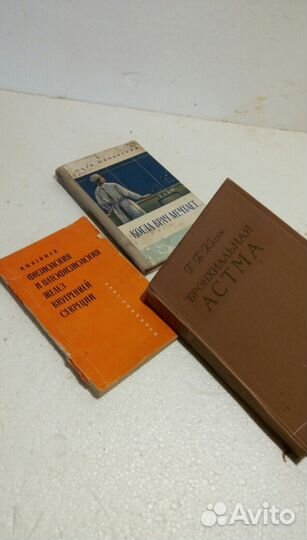 КОГДА ВРАЧ МЕЧТАЕТ
ФИЗИОЛОГИЯ
И ПАТОФИЗИОЛОГИЯ
ЖЕЛЕЗ
ВНУТРЕННЕЙ
СЕКРЕЦИИ
БРОНХИАЛЬНАЯ
АСТМА
Avito